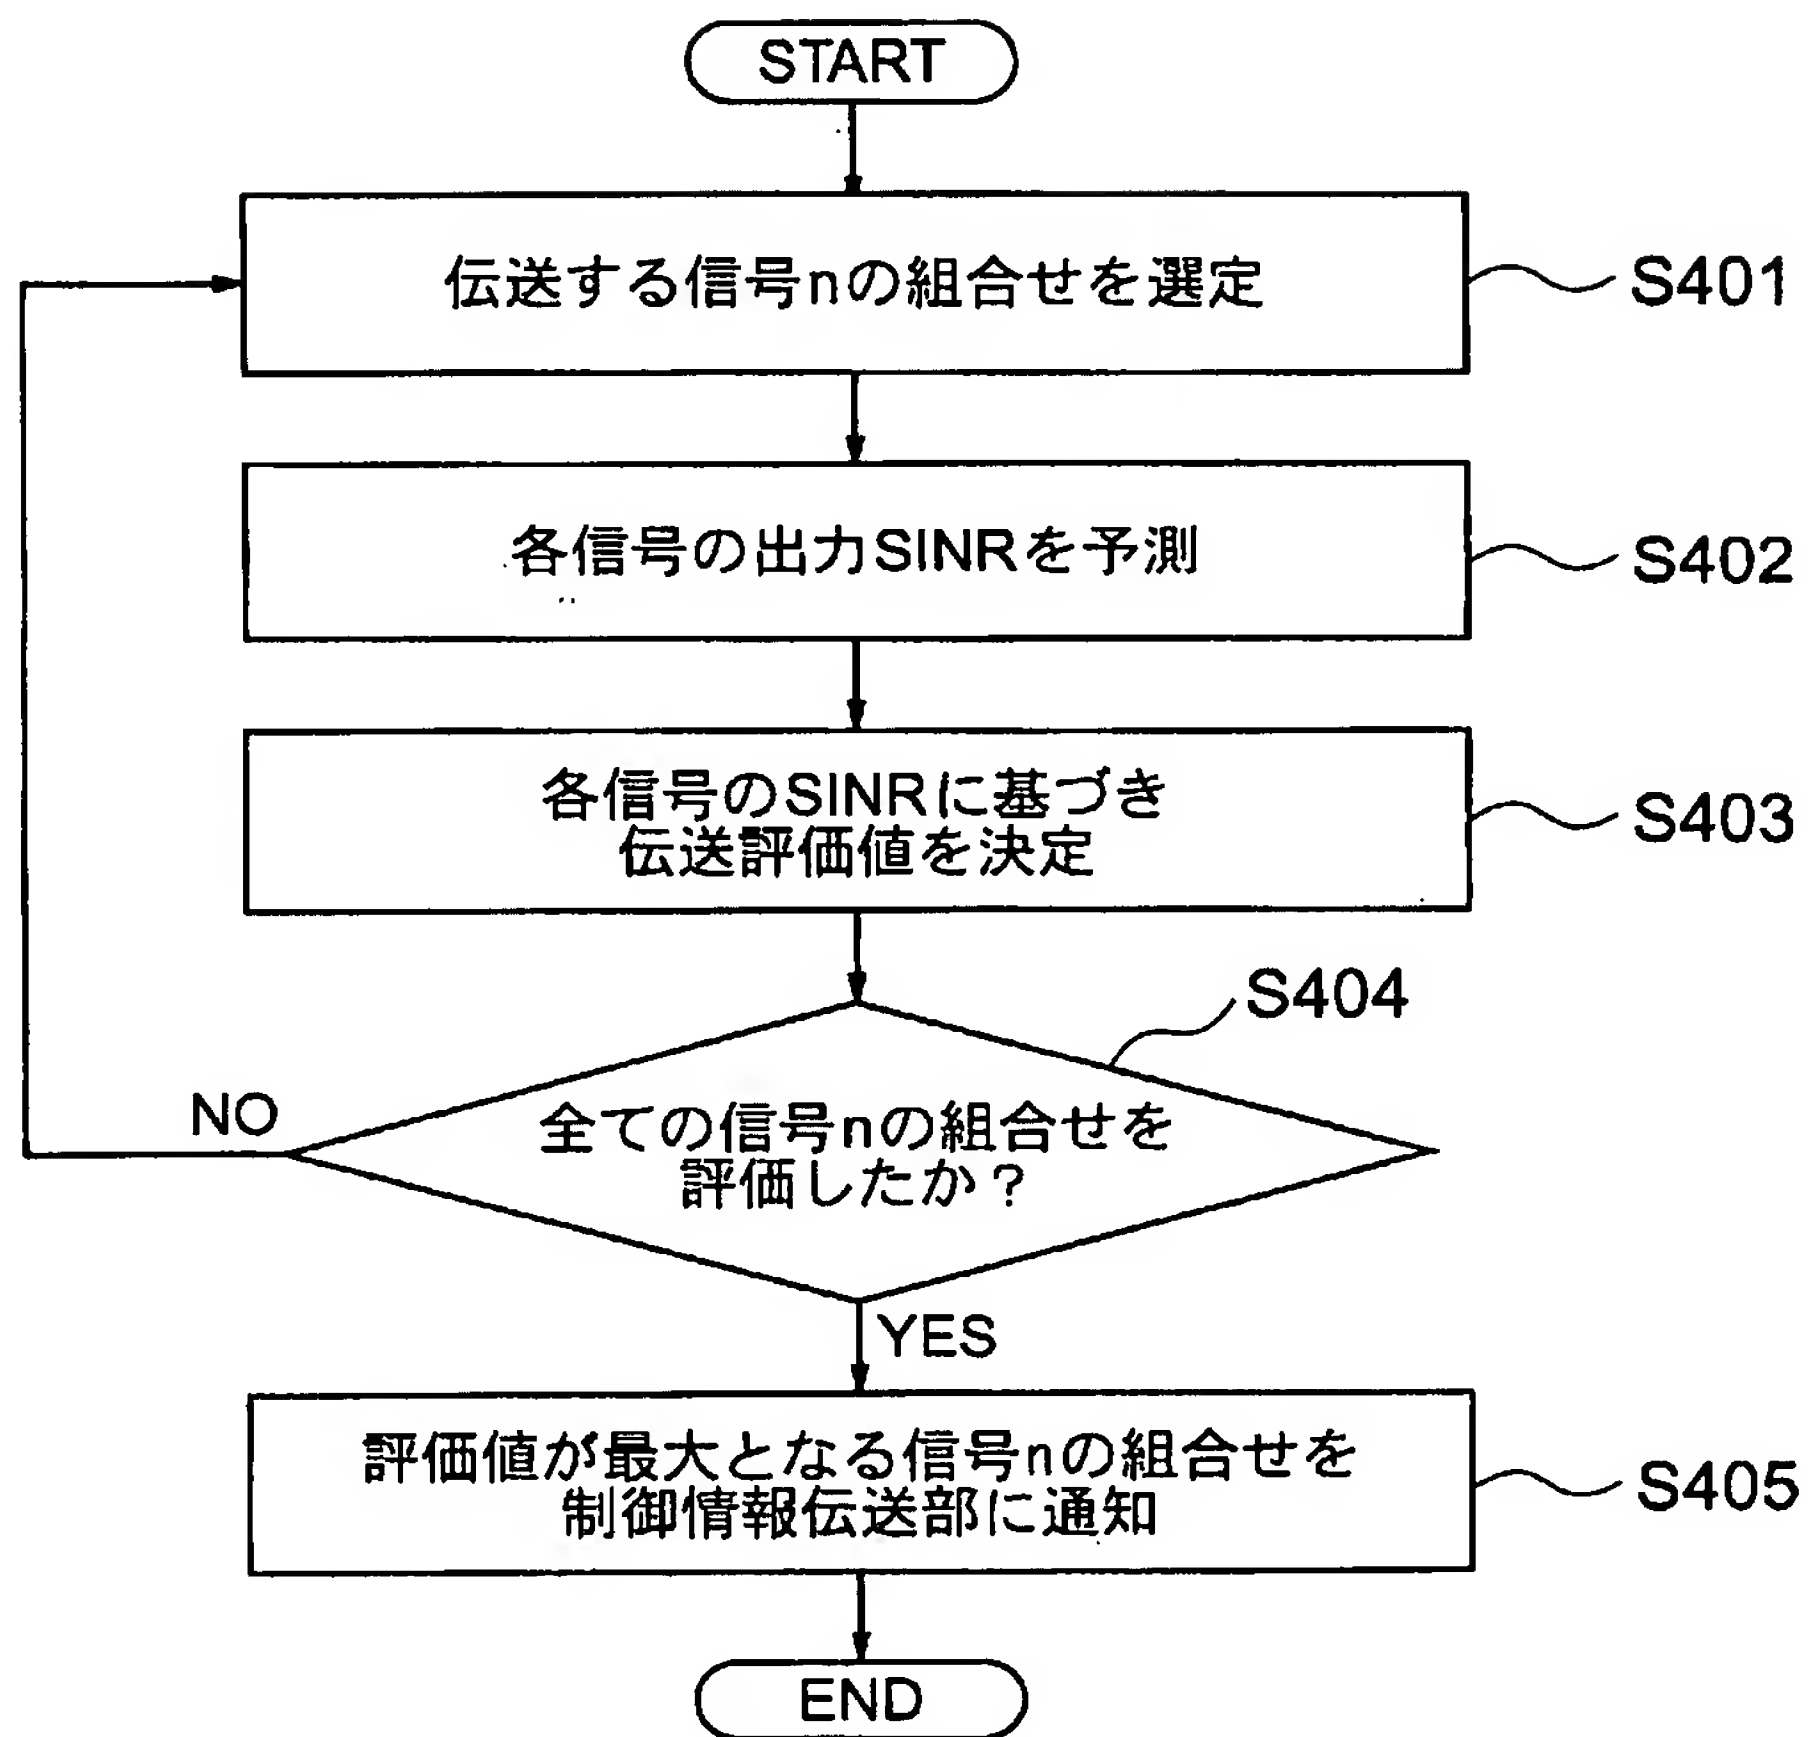 START
伝送する信号nの組合せを選定
S401
各信号の出力SINRを予測
S402
各信号のSINRに基づき
伝送評価値を決定
S403
S404
NO
全ての信号nの組合せを
評価したか?
YES
評価値が最大となる信号nの組合せを
制御情報伝送部に通知
S405
END